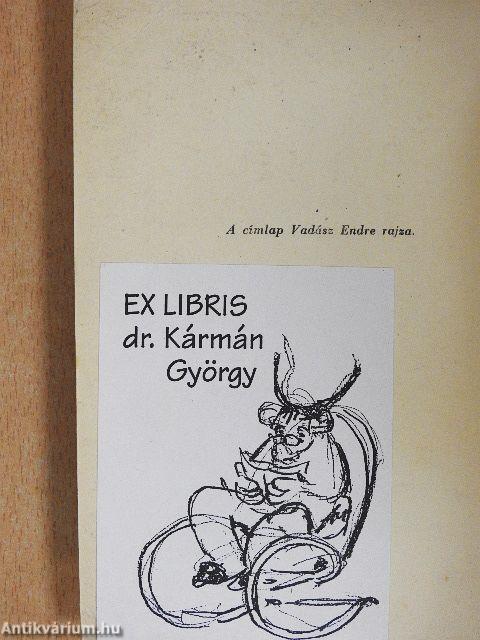 A címlap Vadász Endre rajza.
EX LIBRIS
dr. Kármán
György
Antikvárium.hu